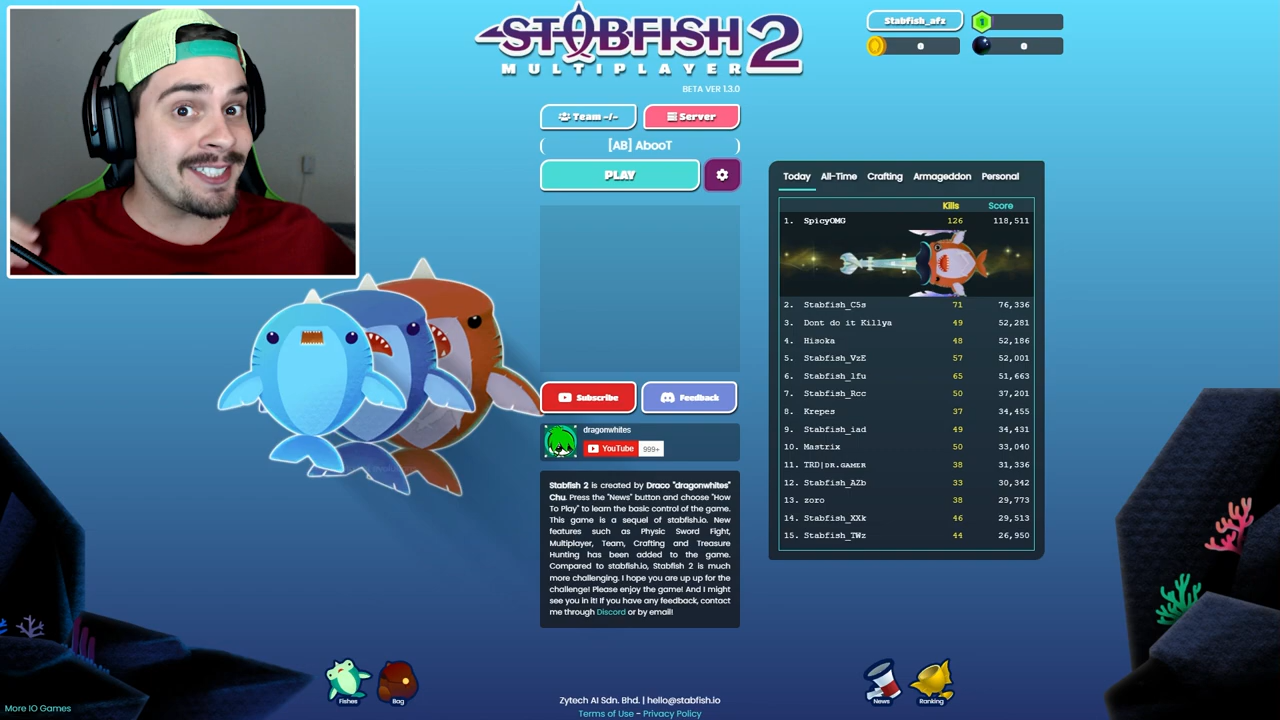 STABFISH 2
MULTIPLAYER
BETA VER 1.3.0
Stabfish_afz
1
0
0
Team -/-
Server
[AB] AbooT
PLAY
Today All-Time Crafting Armageddon Personal
Kills Score
1. SpicyOMG 126 118,511
2. Stabfish_C5s 71 76,336
3. Dont do it Killya 49 52,281
4. Hisoka 48 52,186
5. Stabfish_VzE 57 52,001
6. Stabfish_lfu 65 51,663
7. Stabfish_Rcc 50 37,201
8. Krepes 37 34,455
9. Stabfish_iad 49 34,431
10. Mastrix 50 33,040
11. TRD|ᴅʀ.ɢᴀᴍᴇʀ 38 31,336
12. Stabfish_AZb 33 30,342
13. zoro 38 29,773
14. Stabfish_XXk 46 29,513
15. Stabfish_TWz 44 26,950
Subscribe
Feedback
dragonwhites
YouTube 999+
Stabfish 2 is created by Draco "dragonwhites"
Chu. Press the "News" button and choose "How
To Play" to learn the basic control of the game.
This game is a sequel of stabfish.io. New
features such as Physic Sword Fight,
Multiplayer, Team, Crafting and Treasure
Hunting has been added to the game.
Compared to stabfish.io, Stabfish 2 is much
more challenging. I hope you are up up for the
challenge! Please enjoy the game! And I might
see you in it! If you have any feedback, contact
me through Discord or by email!
Fishes
Bag
News
Ranking
More IO Games
Zytech AI Sdn. Bhd. | hello@stabfish.io
Terms of Use - Privacy Policy